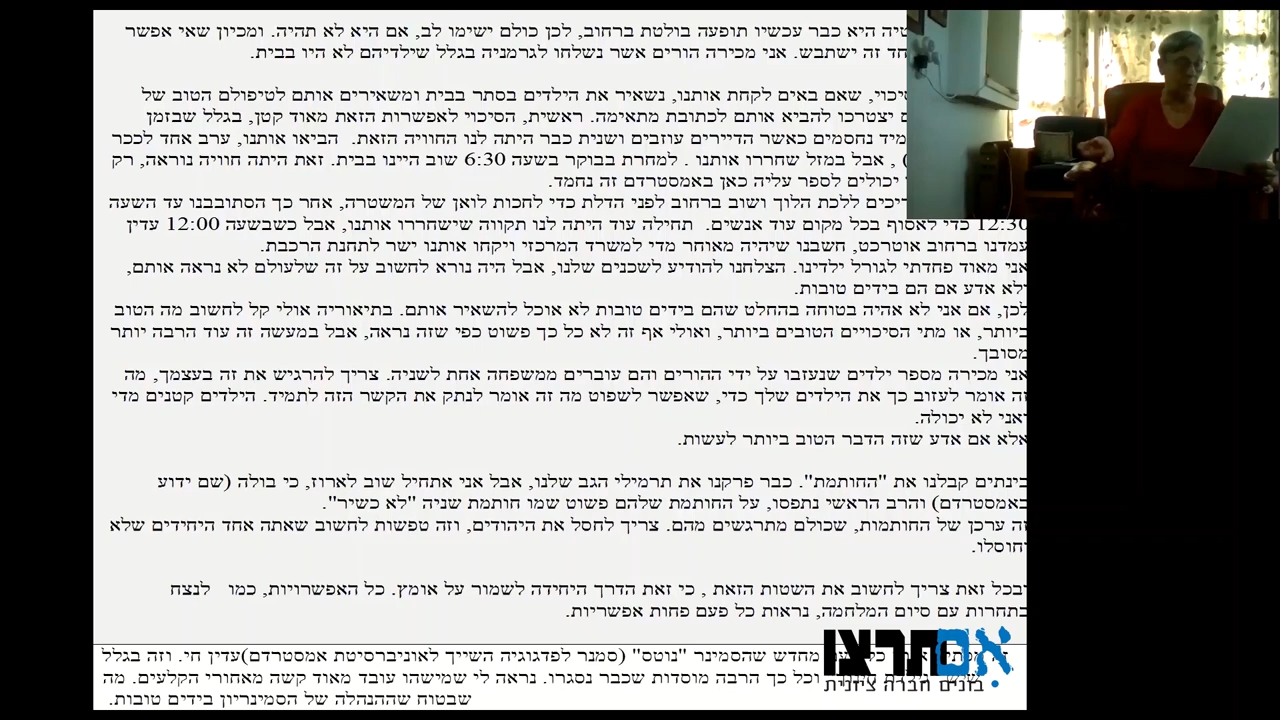 היא כבר עכשיו תופעה בולטת ברחוב, לכן כולם ישימו לב, אם היא לא תהיה. ומכיון שאי אפשר
חד זה ישתבש. אני מכירה הורים אשר נשלחו לגרמניה בגלל שילדיהם לא היו בבית.
שאם באים לקחת אותנו, נשאיר את הילדים בסתר בבית ומשאירים אותם לטיפולם הטוב של
יצטרכו להביא אותם לכתובת מתאימה. ראשית, הסיכוי לאפשרות הזאת מאוד קטן, בגלל שבזמן
נחסמים כאשר הדיירים עוזבים ושנית כבר היתה לנו החוויה הזאת. הביאו אותנו, ערב אחד לככר
) , אבל במזל שחררו אותנו . למחרת בבוקר בשעה 6:30 שוב היינו בבית. זאת היתה חוויה נוראה, רק
יכולים לספר עליה כאן באמסטרדם זה נחמד.
ללכת הלוך ושוב ברחוב לפני הדלת כדי לחכות לואן של המשטרה, אחר כך הסתובבנו עד השעה
12:30 כדי לאסוף בכל מקום עוד אנשים. תחילה עוד היתה לנו תקווה שישחררו אותנו, אבל כשבשעה 12:00 עדין
עמדנו ברחוב אוטרכט, חשבנו שיהיה מאוחר מדי למשרד המרכזי ויקחו אותנו ישר לתחנת הרכבת.
אני מאוד פחדתי לגורל ילדינו. הצלחנו להודיע לשכנים שלנו, אבל היה נורא לחשוב על זה שלעולם לא נראה אותם,
ולא אדע אם הם בידים טובות.
לכן, אם אני לא אהיה בטוחה בהחלט שהם בידים טובות לא אוכל להשאיר אותם. בתיאוריה אולי קל לחשוב מה הטוב
ביותר, או מתי הסיכויים הטובים ביותר, ואולי אף זה לא כל כך פשוט כפי שזה נראה, אבל במעשה זה עוד הרבה יותר
מסובך.
אני מכירה מספר ילדים שנעזבו על ידי ההורים והם עוברים ממשפחה אחת לשניה. צריך להרגיש את זה בעצמך, מה
זה אומר לעזוב כך את הילדים שלך כדי, שאפשר לשפוט מה זה אומר לנתק את הקשר הזה לתמיד. הילדים קטנים מדי
ואני לא יכולה.
אלא אם אדע שזה הדבר הטוב ביותר לעשות.
בינתים קבלנו את "החותמת". כבר פרקנו את תרמילי הגב שלנו, אבל אני אתחיל שוב לארוז, כי בולה (שם ידוע
באמסטרדם) והרב הראשי נתפסו, על החותמת שלהם פשוט שמו חותמת שניה "לא כשיר".
זה ערכן של החותמות, שכולם מתרגשים מהם. צריך לחסל את היהודים, וזה טפשות לחשוב שאתה אחד היחידים שלא
יחוסלו.
ובכל זאת צריך לחשוב את השטות הזאת , כי זאת הדרך היחידה לשמור על אומץ. כל האפשרויות, כמו לנצח
בתחרות עם סיום המלחמה, נראות כל פעם פחות אפשריות.
מחדש שהסמינר "נוטס" (סמנר לפדגוגיה השייך לאוניברסיטת אמסטרדם)עדין חי. וזה בגלל
וכל כך הרבה מוסדות שכבר נסגרו. נראה לי שמישהו עובד מאוד קשה מאחורי הקלעים. מה
שבטוח שההנהלה של הסמינריון בידים טובות.
אם תרצו
בונים חברה ציונית